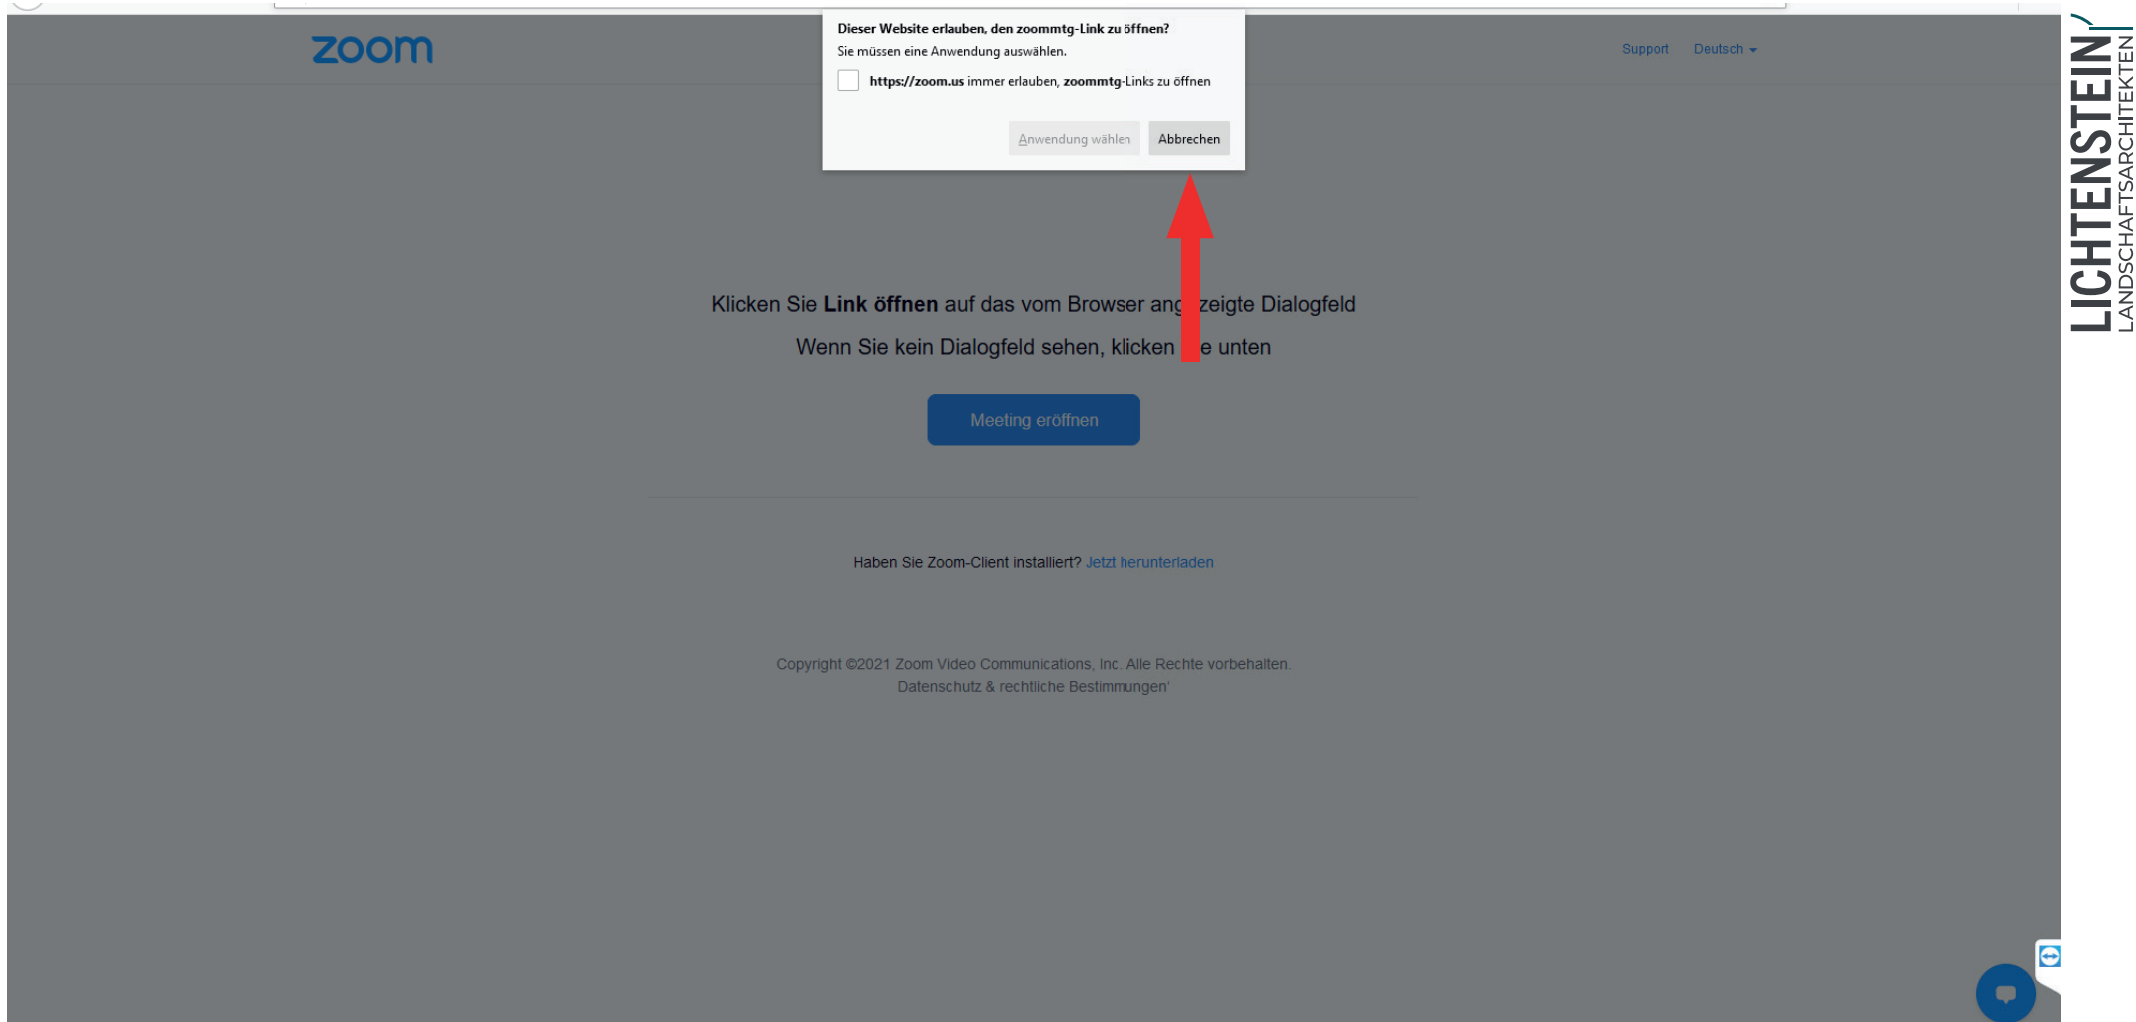 Dieser Website erlauben, den zoommtg-Link zu öffnen?
Sie müssen eine Anwendung auswählen.
https://zoom.us immer erlauben, zoommtg-Links zu öffnen
Anwendung wählen
Abbrechen
zoom
Support
Deutsch
Klicken Sie Link öffnen auf das vom Browser angezeigte Dialogfeld
Wenn Sie kein Dialogfeld sehen, klicken Sie unten
Meeting eröffnen
Haben Sie Zoom-Client installiert? Jetzt herunterladen
Copyright ©2021 Zoom Video Communications, Inc. Alle Rechte vorbehalten.
Datenschutz & rechtliche Bestimmungen'
LICHTENSTEIN
LANDSCHAFTSARCHITEKTEN